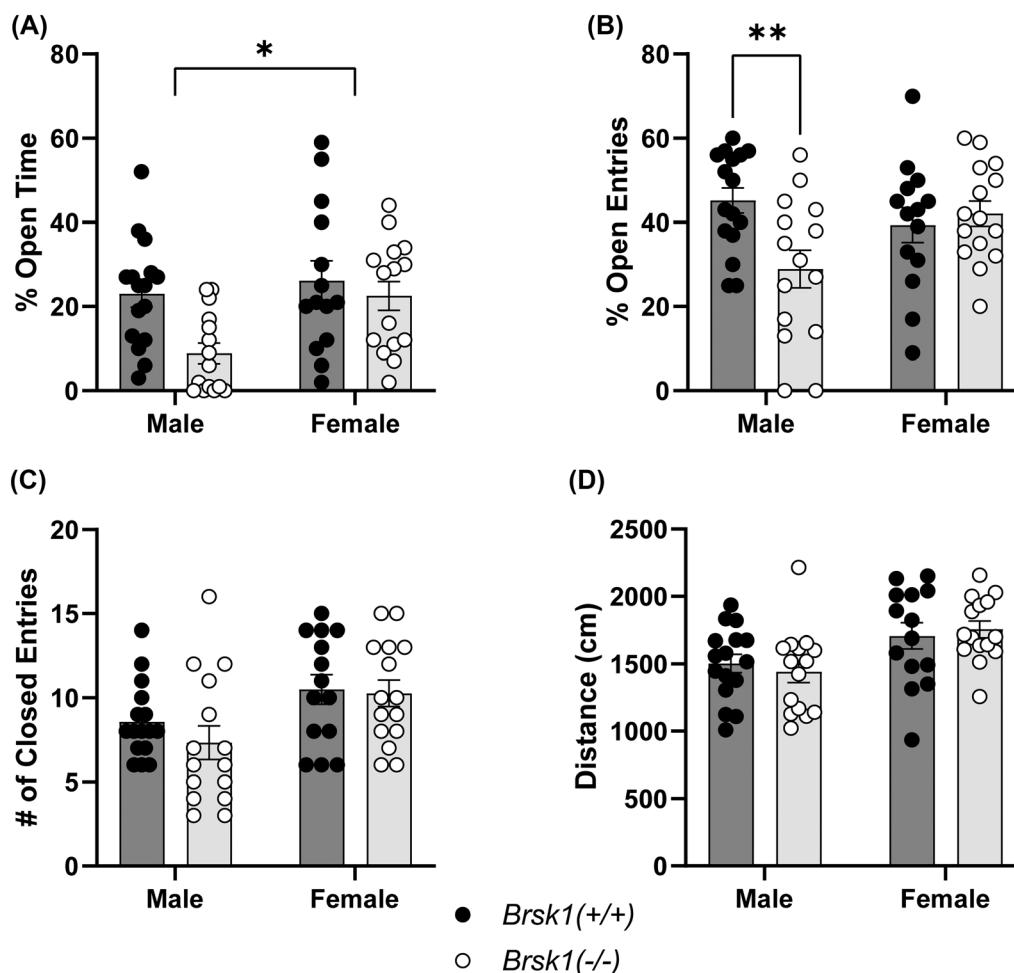 (A)
*
80
60
40
20
0
% Open Time
Male Female
(B)
**
80
60
40
20
0
% Open Entries
Male Female
(C)
20
15
10
5
0
# of Closed Entries
Male Female
(D)
2500
2000
1500
1000
500
0
Distance (cm)
Male Female
Brsk1(+/+)
Brsk1(-/-)